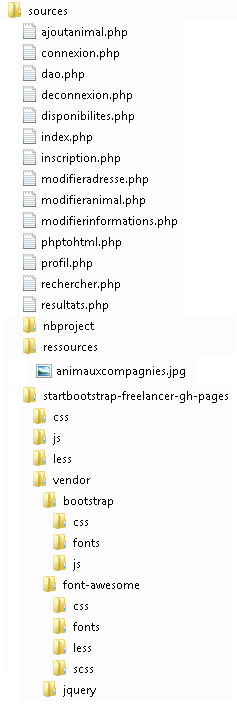 sources
ajoutanimal.php
connexion.php
dao.php
deconnexion.php
disponibilites.php
index.php
inscription.php
modifieradresse.php
modifieranimal.php
modifierinformations.php
phptohtml.php
profil.php
rechercher.php
resultats.php
nbproject
ressources
animauxcompagnies.jpg
startbootstrap-freelancer-gh-pages
css
js
less
vendor
bootstrap
css
fonts
js
font-awesome
css
fonts
less
scss
jquery